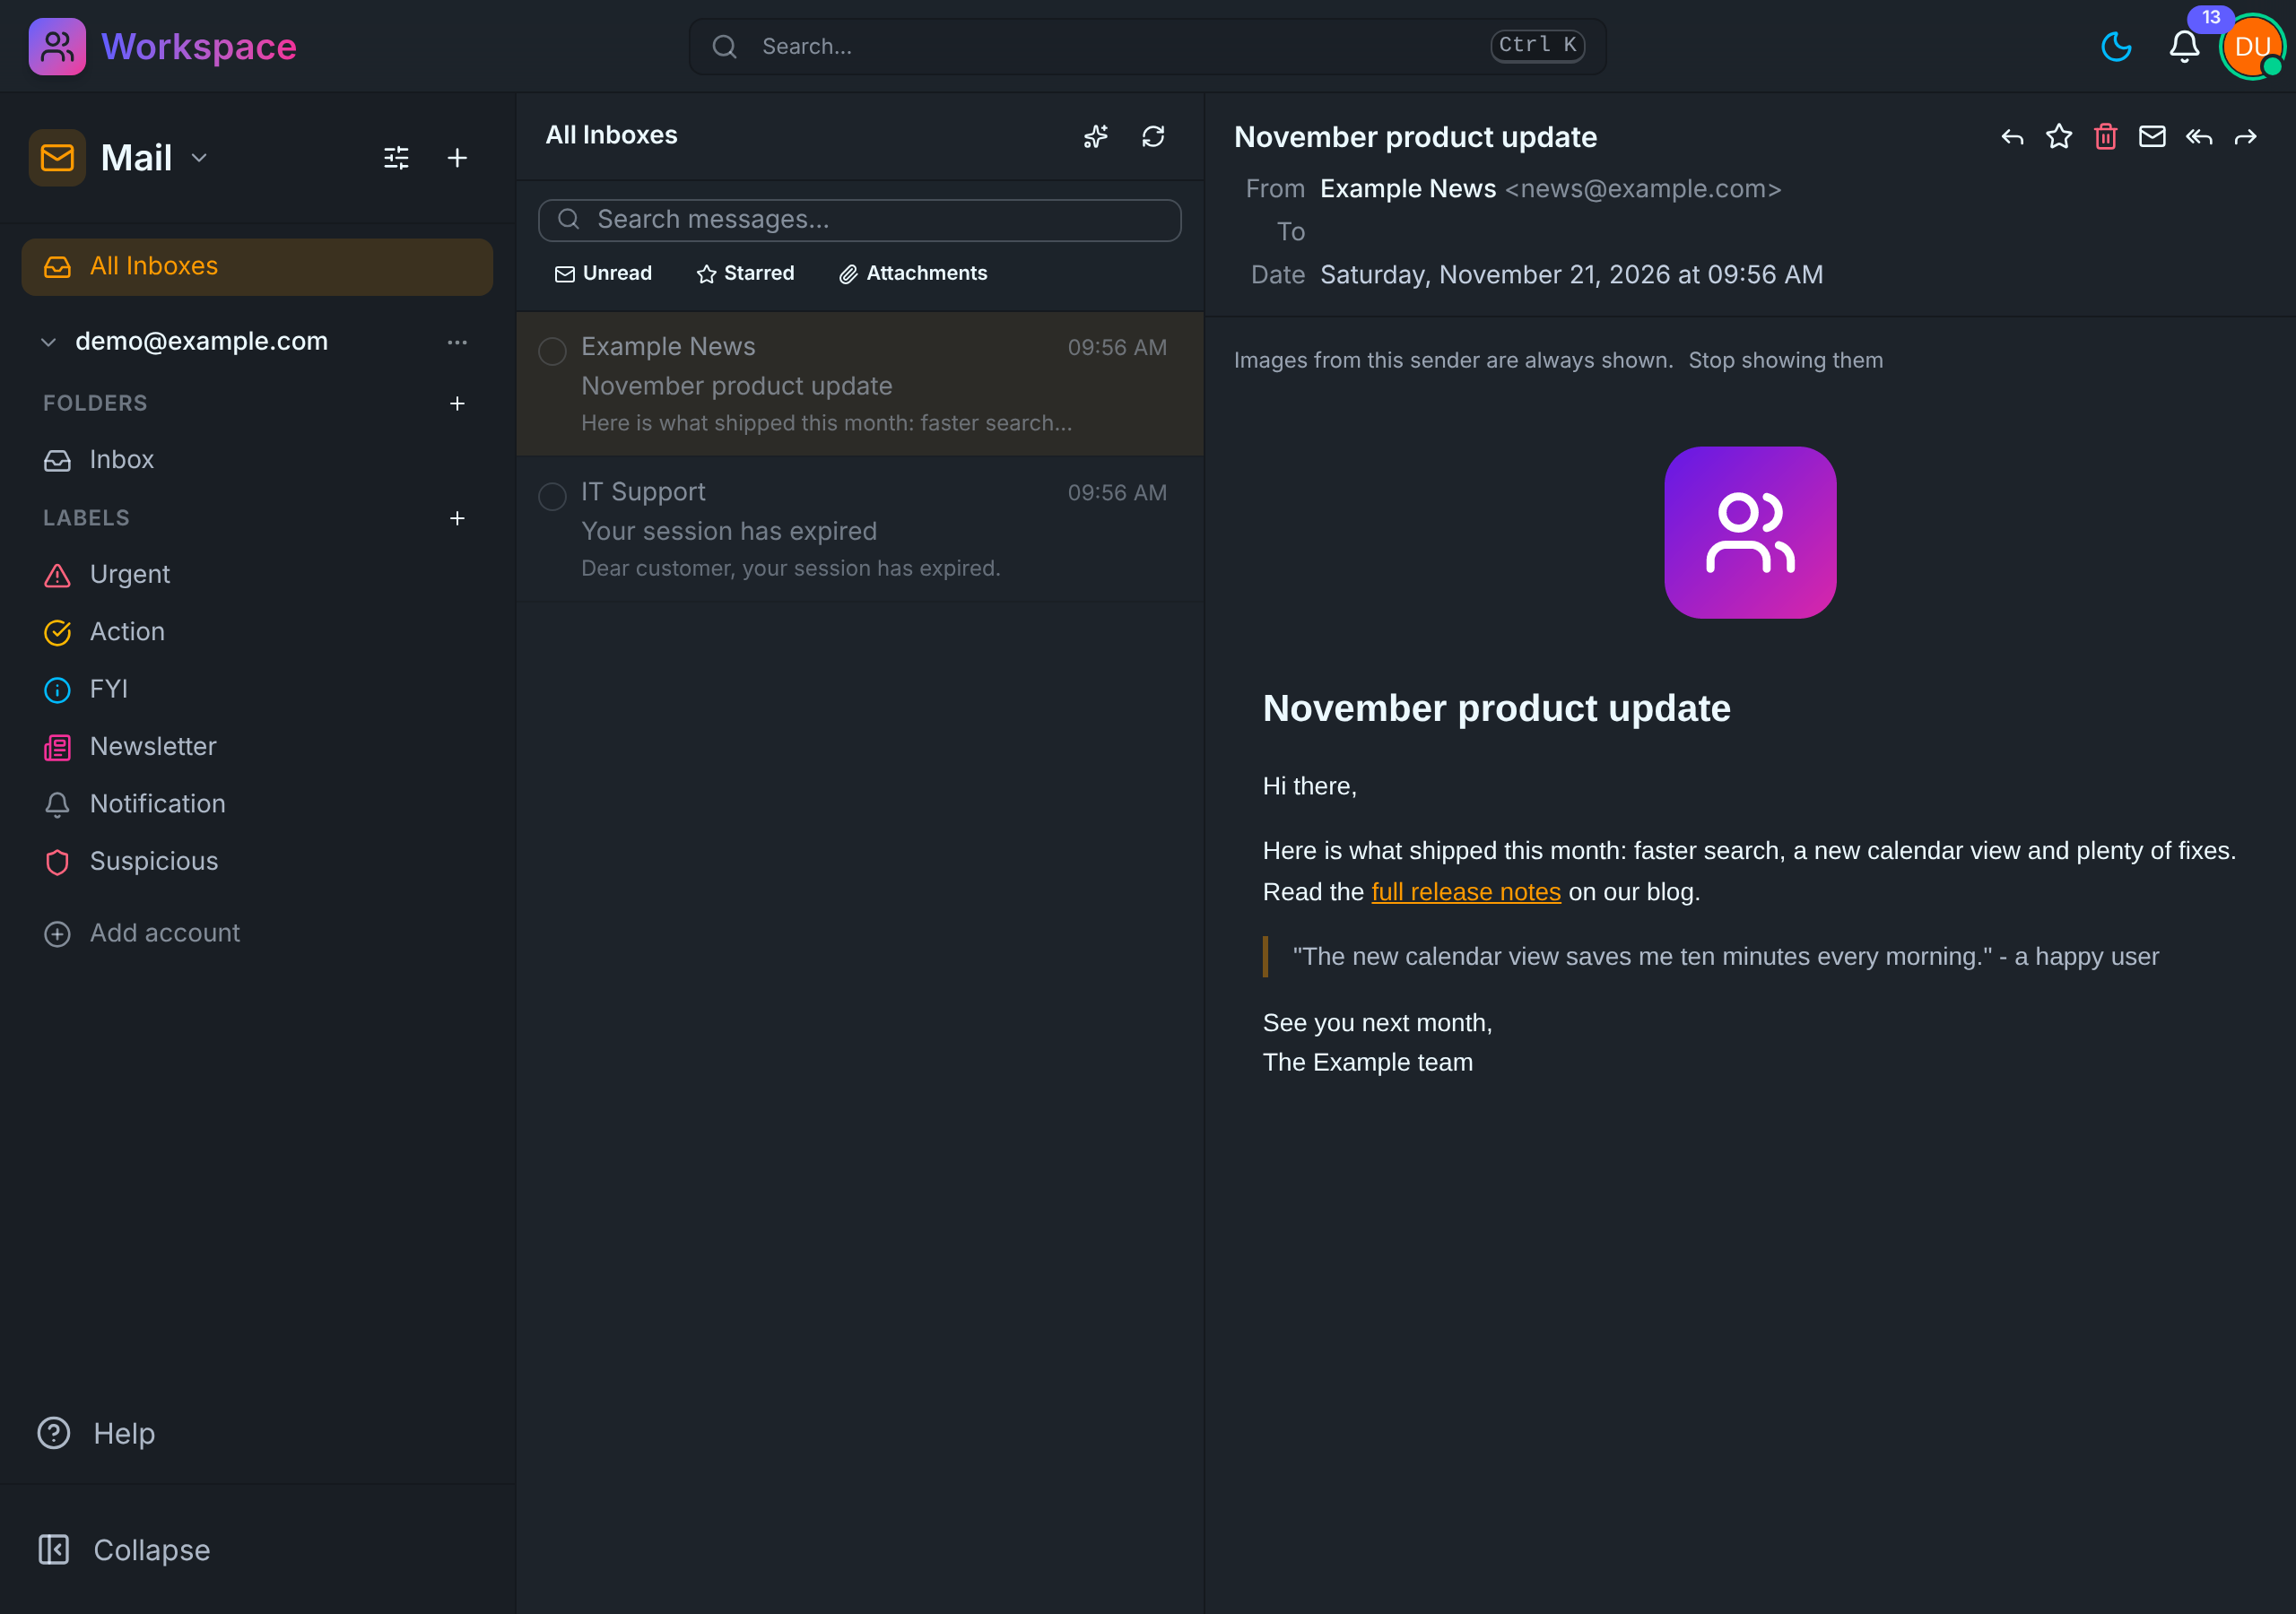 Workspace
Search...
Ctrl K
13
DU
Mail
All Inboxes
demo@example.com
FOLDERS
Inbox
LABELS
Urgent
Action
FYI
Newsletter
Notification
Suspicious
Add account
Help
Collapse
All Inboxes
Search messages...
Unread
Starred
Attachments
Example News
09:56 AM
November product update
Here is what shipped this month: faster search...
IT Support
09:56 AM
Your session has expired
Dear customer, your session has expired.
November product update
From Example News <news@example.com>
To
Date Saturday, November 21, 2026 at 09:56 AM
Images from this sender are always shown. Stop showing them
November product update
Hi there,
Here is what shipped this month: faster search, a new calendar view and plenty of fixes.
Read the full release notes on our blog.
"The new calendar view saves me ten minutes every morning." - a happy user
See you next month,
The Example team